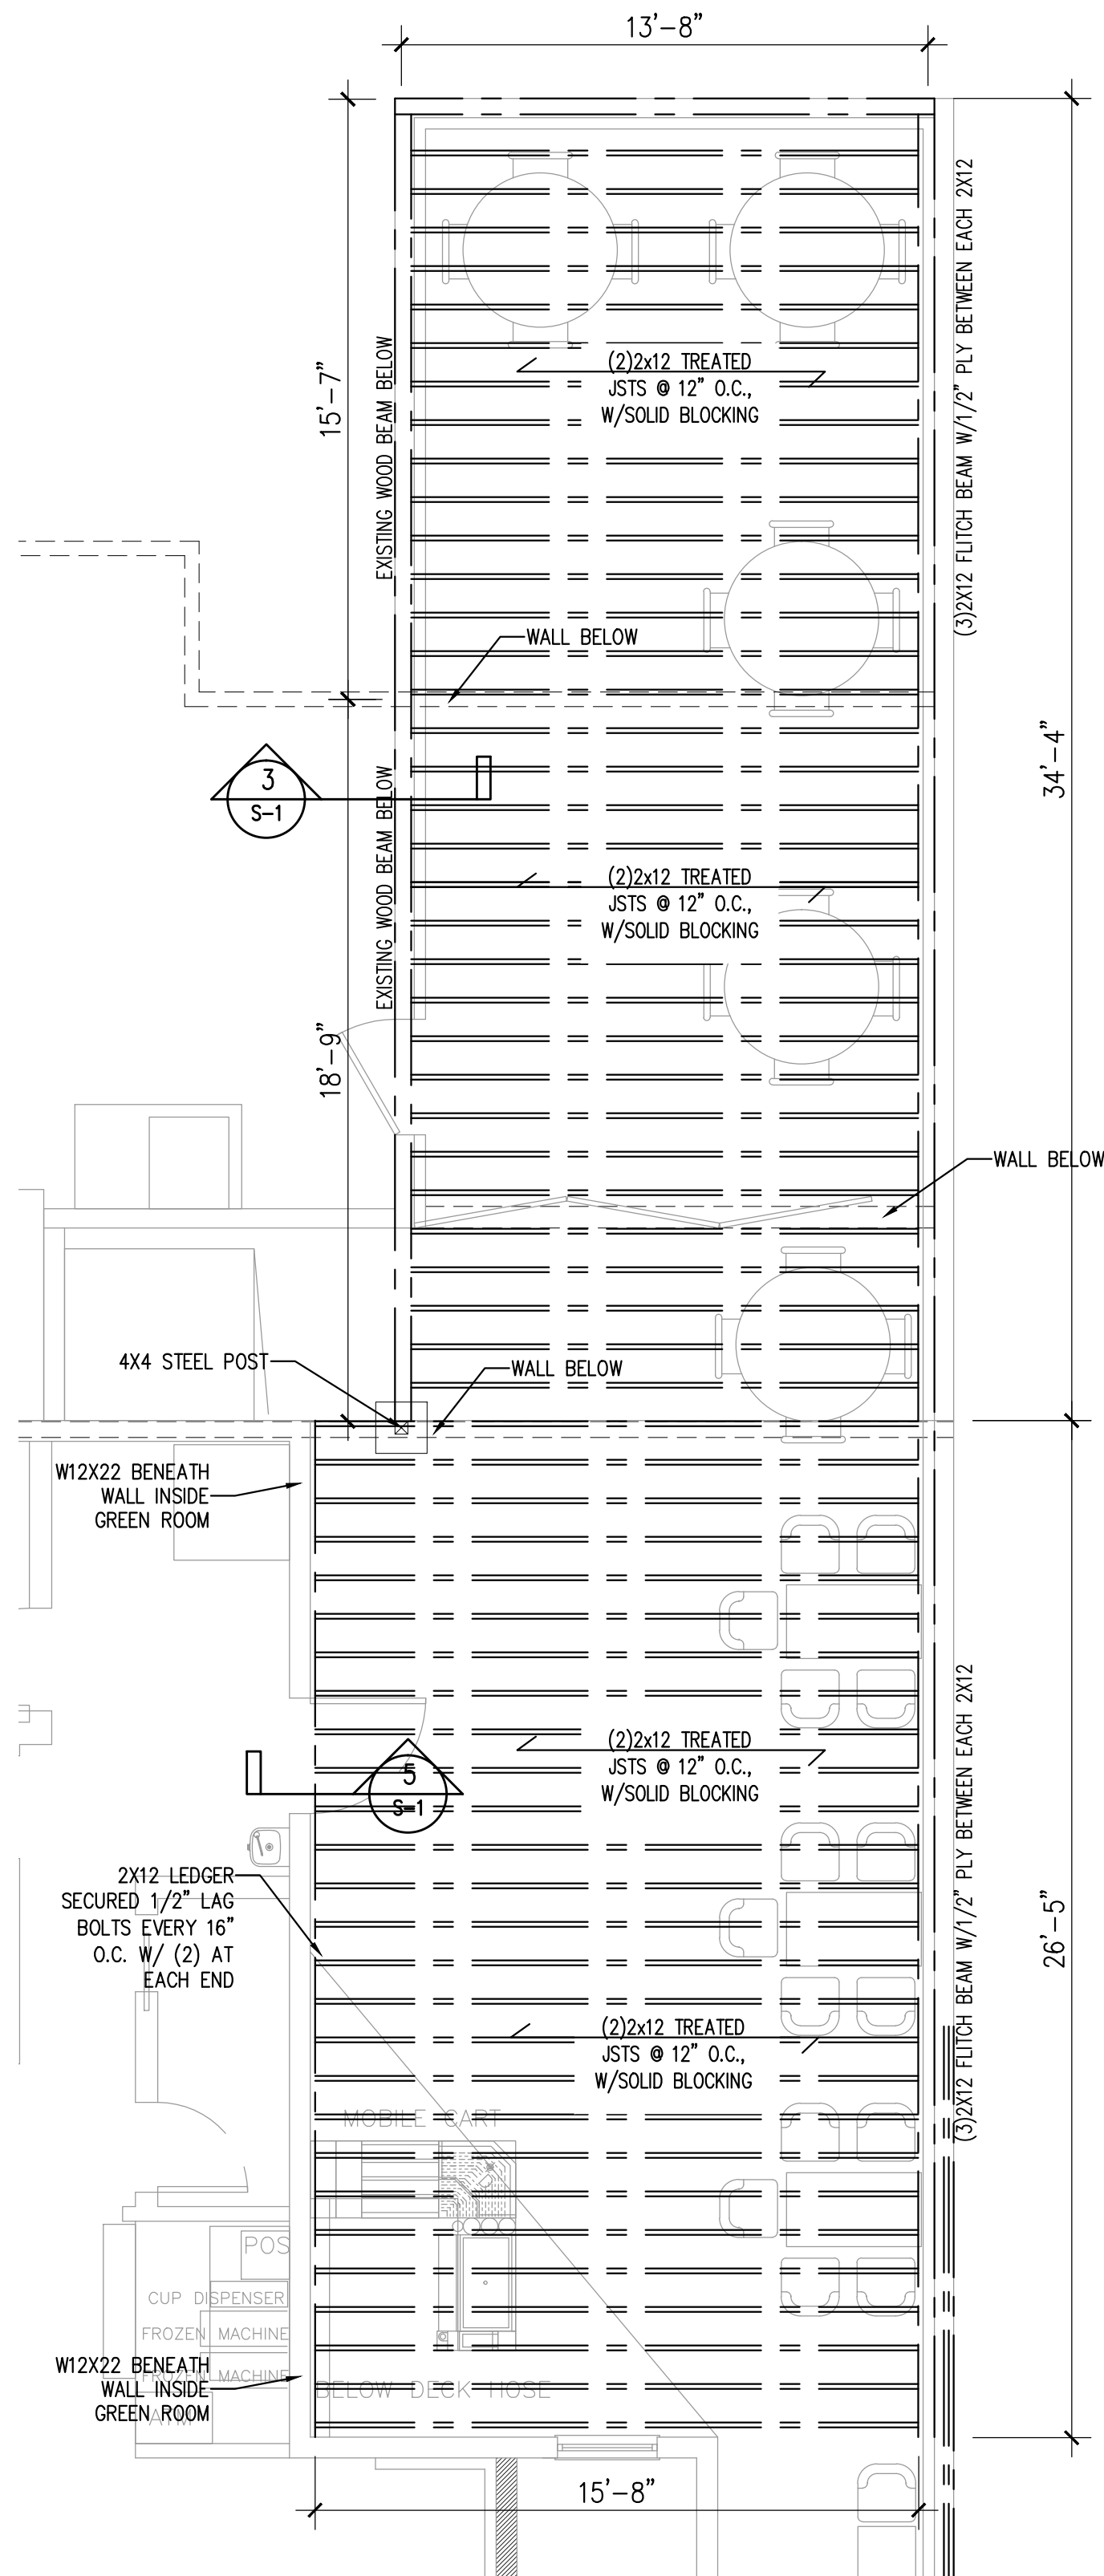 13'-8"
(3)2X12 FLITCH BEAM W/1/2" PLY BETWEEN EACH 2X12
EXISTING WOOD BEAM BELOW
15'-7"
(2)2x12 TREATED
JSTS @ 12" O.C.,
W/SOLID BLOCKING
WALL BELOW
34'-4"
3
S-1
EXISTING WOOD BEAM BELOW
(2)2x12 TREATED
JSTS @ 12" O.C.,
W/SOLID BLOCKING
18'-9"
WALL BELOW
4X4 STEEL POST
WALL BELOW
W12X22 BENEATH
WALL INSIDE
GREEN ROOM
(2)2x12 TREATED
JSTS @ 12" O.C.,
W/SOLID BLOCKING
5
S-1
(3)2X12 FLITCH BEAM W/1/2" PLY BETWEEN EACH 2X12
2X12 LEDGER
SECURED 1/2" LAG
BOLTS EVERY 16"
O.C. W/ (2) AT
EACH END
26'-5"
(2)2x12 TREATED
JSTS @ 12" O.C.,
W/SOLID BLOCKING
MOBILE CART
POS
CUP DISPENSER
FROZEN MACHINE
W12X22 BENEATH
WALL INSIDE
GREEN ROOM
FROZEN MACHINE
ATM
BELOW DECK HOSE
15'-8"